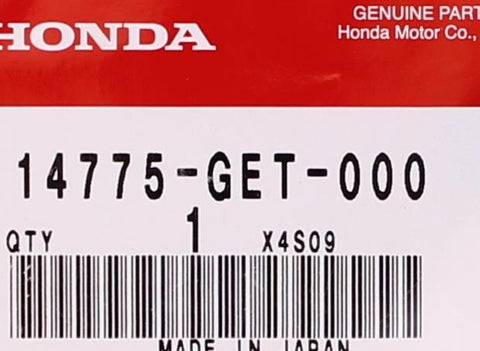 HONDA
GENUINE PART
Honda Motor Co.,
14775-GET-000
QTY 1 X4S09
MADE IN JAPAN